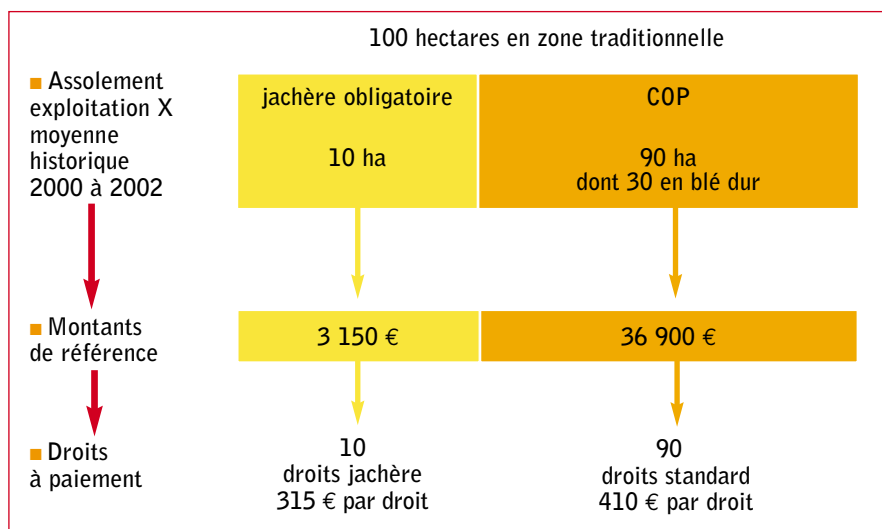 100 hectares en zone traditionnelle
■ Assolement
exploitation X
moyenne
historique
2000 à 2002
jachère obligatoire
10 ha
COP
90 ha
dont 30 en blé dur
■ Montants
de référence
3 150 €
36 900 €
■ Droits
à paiement
10
droits jachère
315 € par droit
90
droits standard
410 € par droit